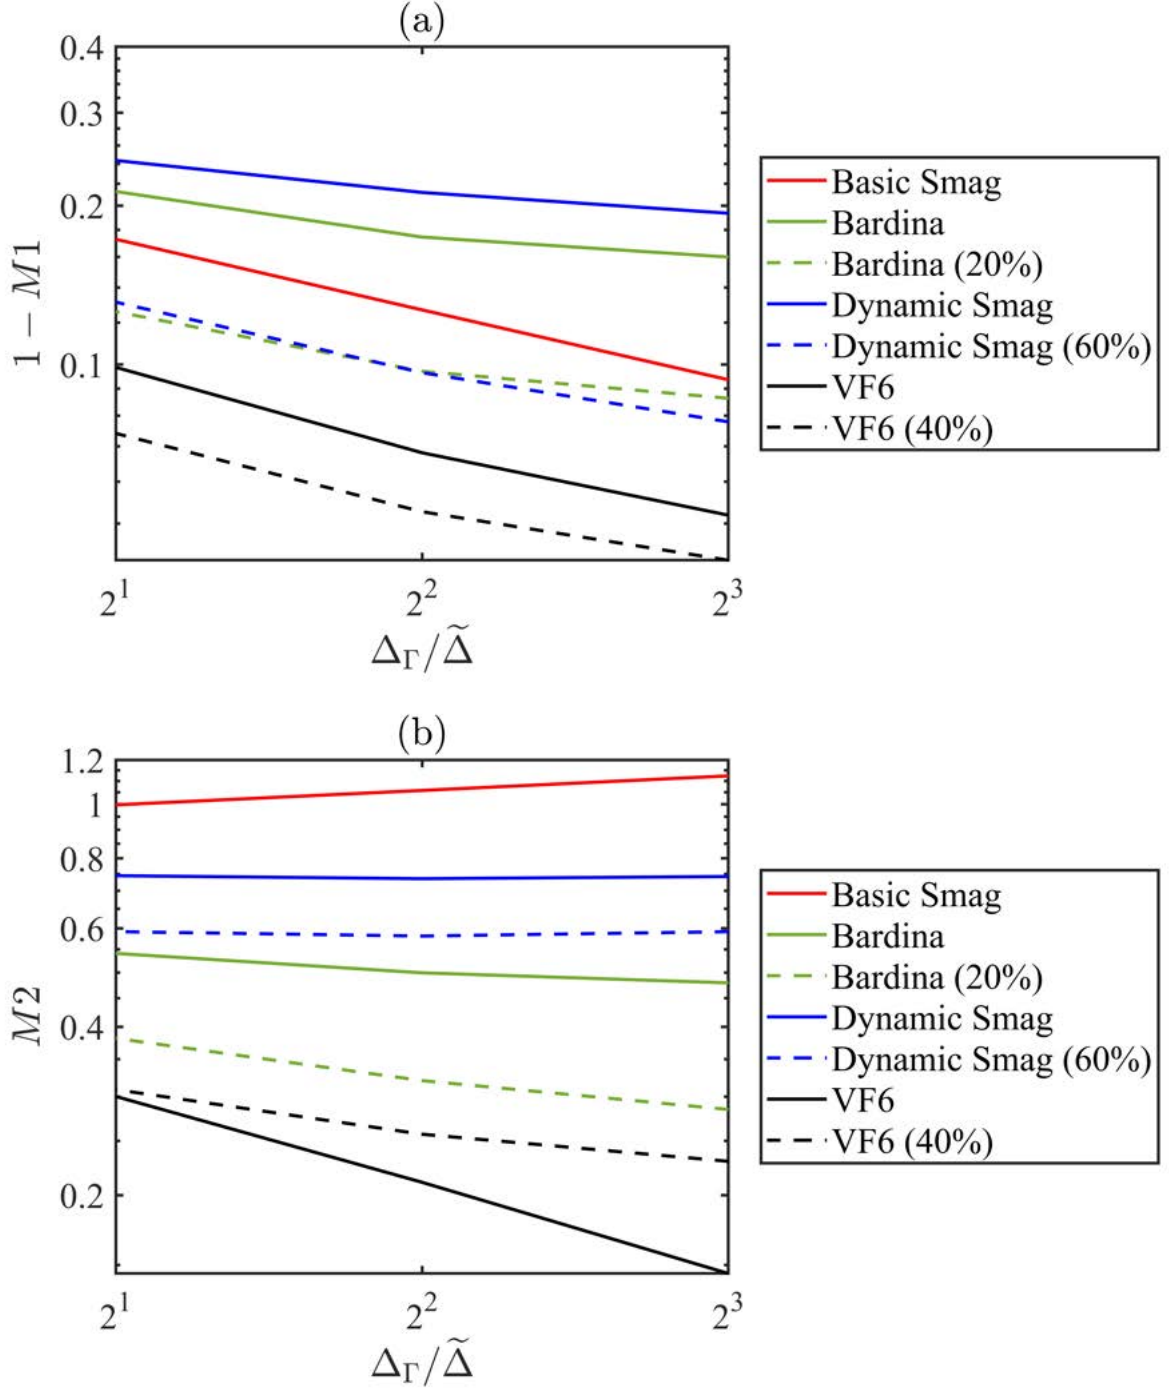 (a)
0.4
0.3
0.2
0.1
1 − M1
2^1 2^2 2^3
Δ_Γ/Δ̃
Basic Smag
Bardina
Bardina (20%)
Dynamic Smag
Dynamic Smag (60%)
VF6
VF6 (40%)
(b)
1.2
1
0.8
0.6
0.4
0.2
M2
2^1 2^2 2^3
Δ_Γ/Δ̃
Basic Smag
Bardina
Bardina (20%)
Dynamic Smag
Dynamic Smag (60%)
VF6
VF6 (40%)